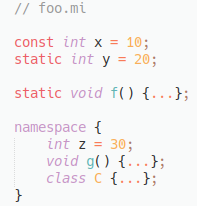 // foo.mi
const int x = 10;
static int y = 20;
static void f() {...};
namespace {
int z = 30;
void g() {...};
class C {...};
}